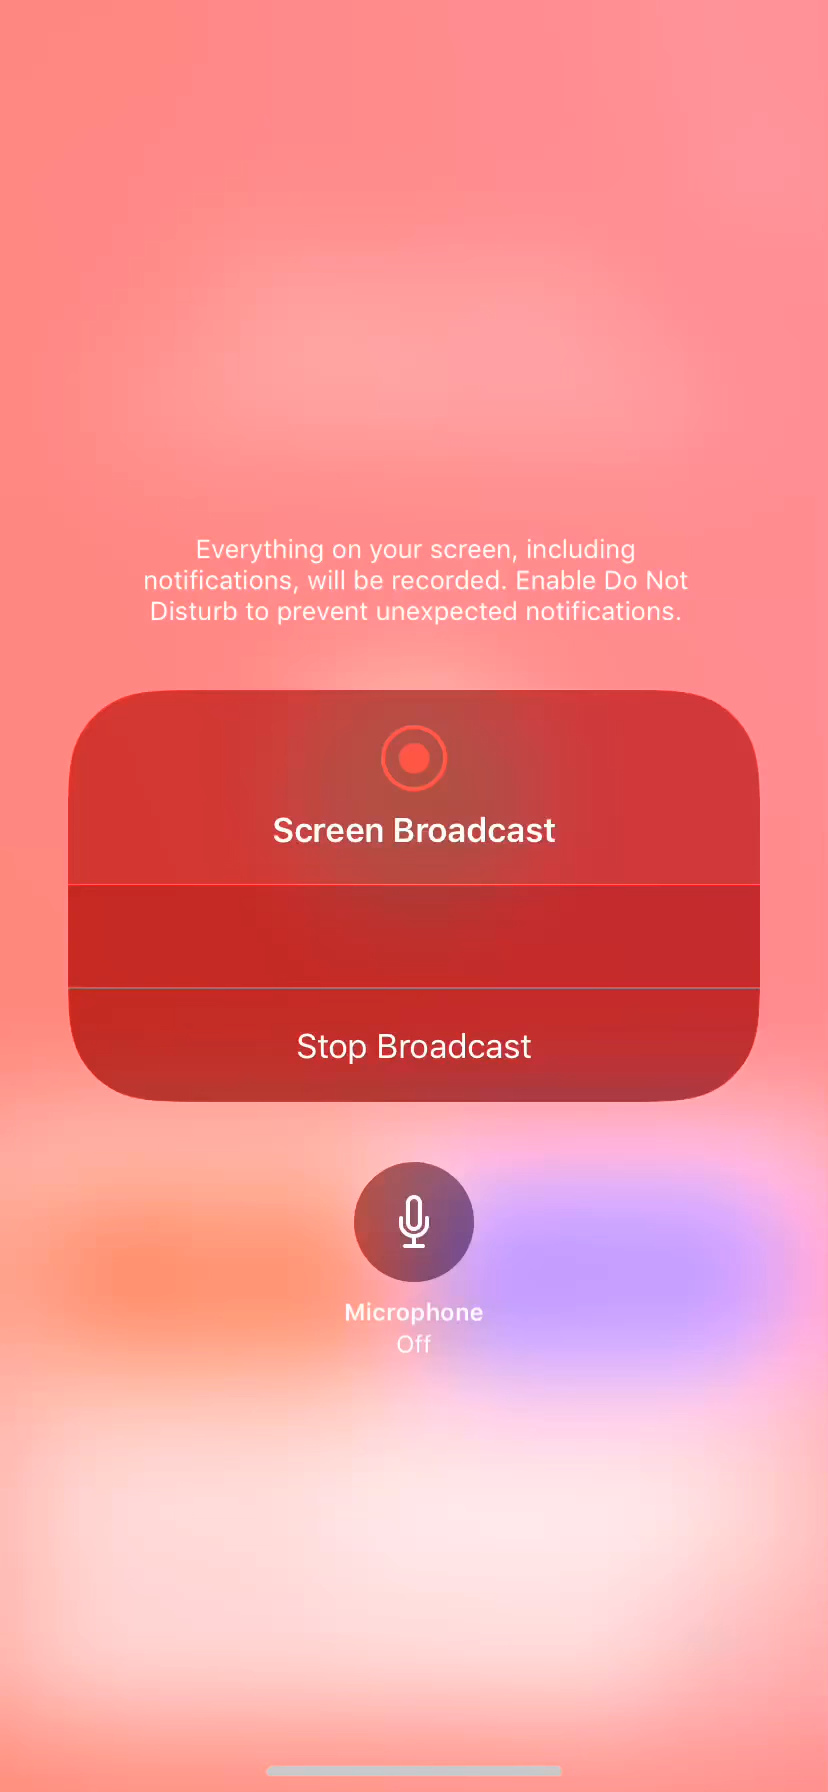 Everything on your screen, including
notifications, will be recorded. Enable Do Not
Disturb to prevent unexpected notifications.
Screen Broadcast
Stop Broadcast
Microphone
Off